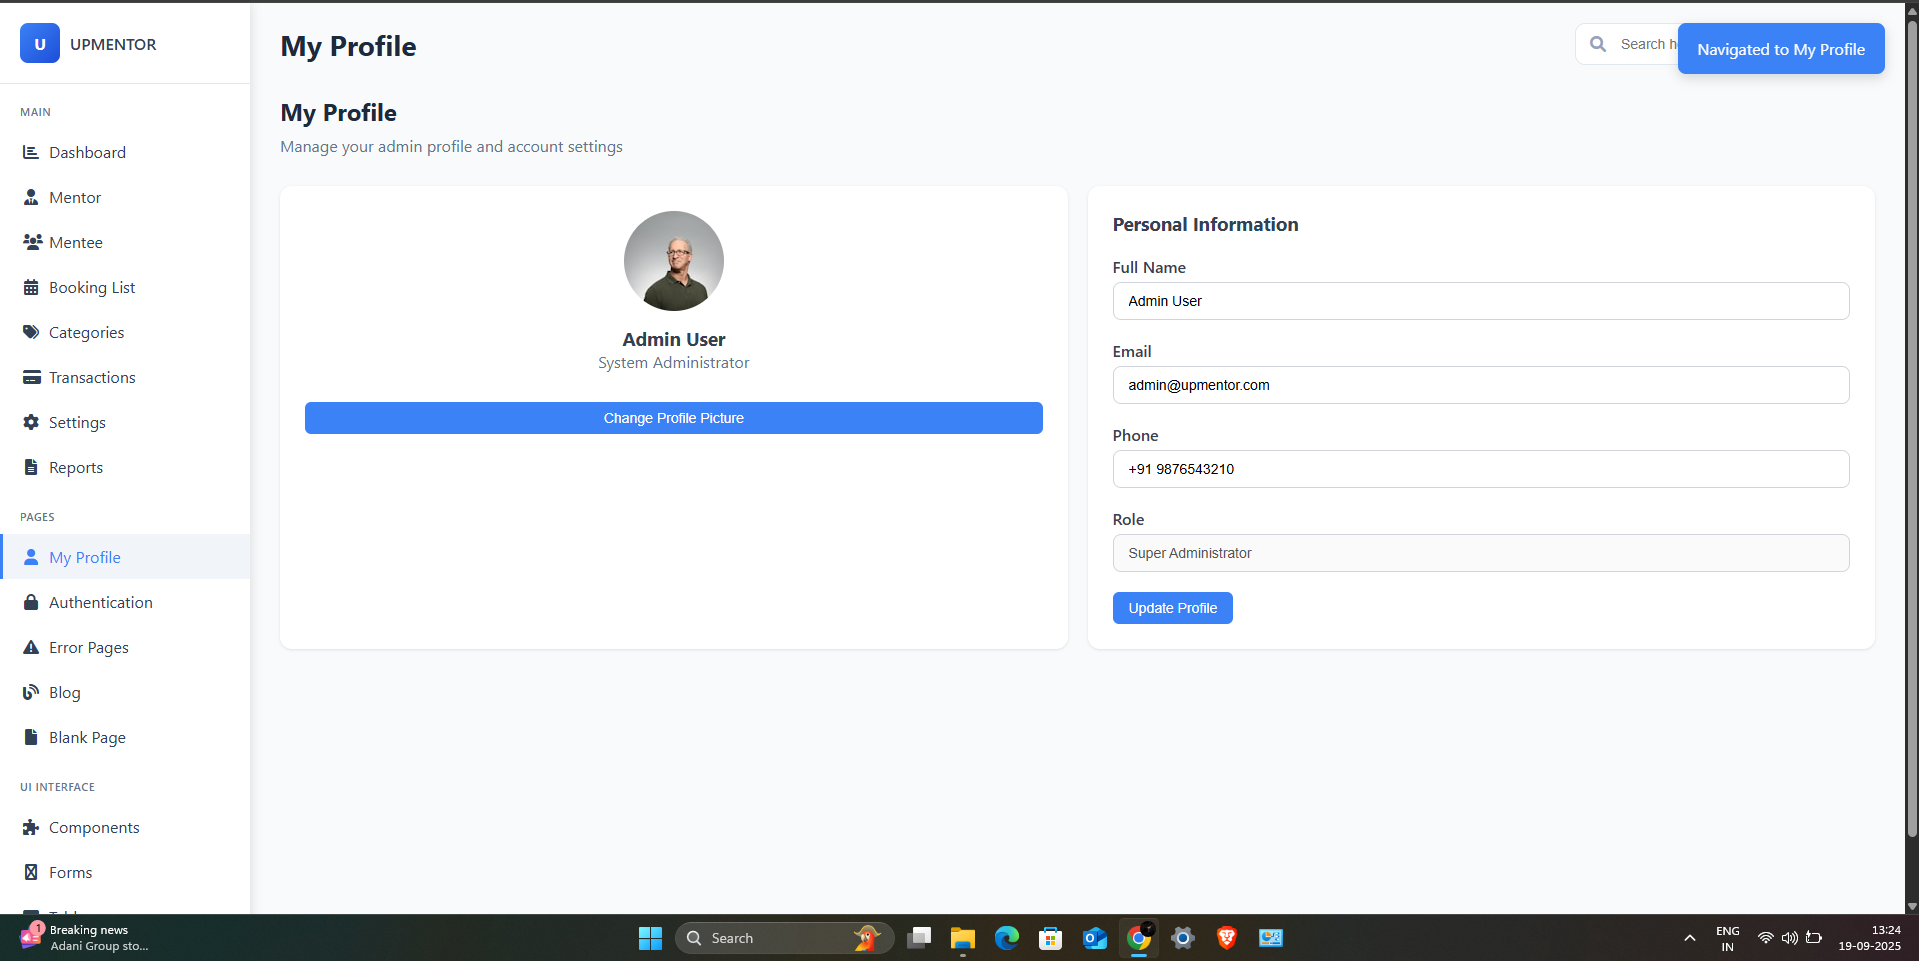 U UPMENTOR
MAIN
Dashboard
Mentor
Mentee
Booking List
Categories
Transactions
Settings
Reports
PAGES
My Profile
Authentication
Error Pages
Blog
Blank Page
UI INTERFACE
Components
Forms
My Profile
Search h
Navigated to My Profile
My Profile
Manage your admin profile and account settings
Admin User
System Administrator
Change Profile Picture
Personal Information
Full Name
Admin User
Email
admin@upmentor.com
Phone
+91 9876543210
Role
Super Administrator
Update Profile
1
Breaking news
Adani Group sto...
Search
ENG
IN
13:24
19-09-2025